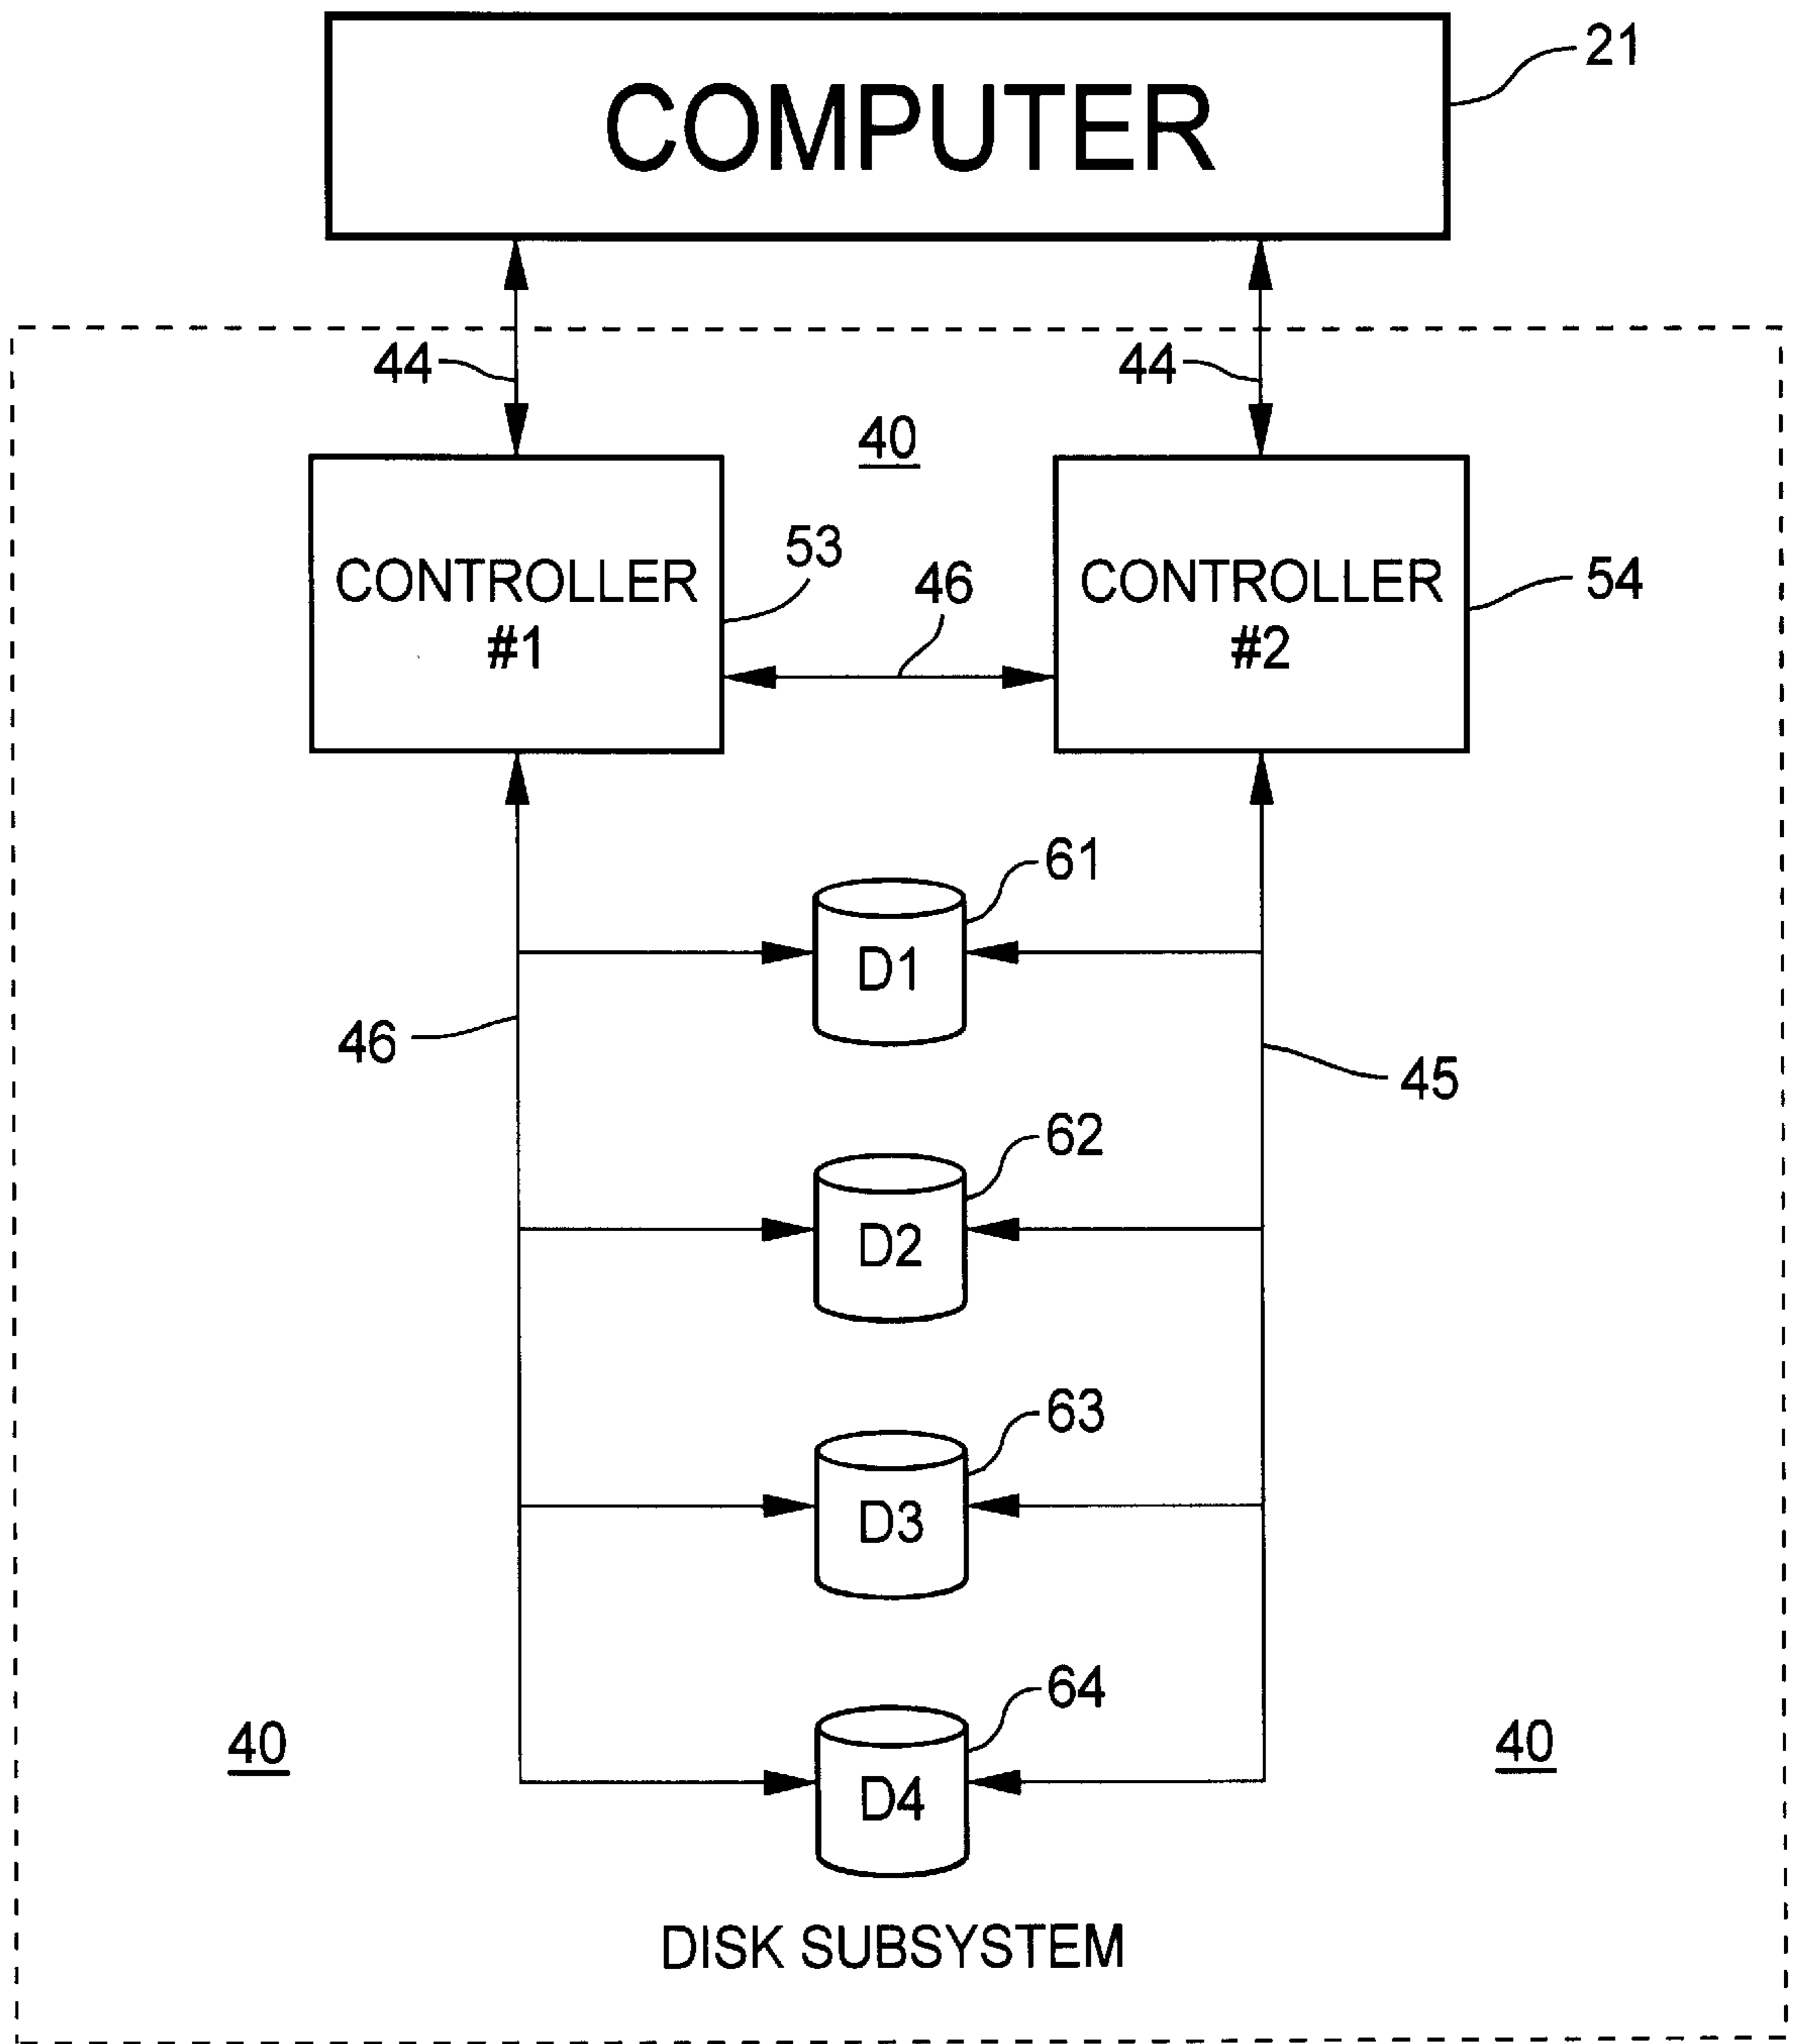 21
COMPUTER
44
44
40
53
46
54
CONTROLLER
#1
CONTROLLER
#2
61
D1
46
45
62
D2
63
D3
64
40
40
D4
DISK SUBSYSTEM